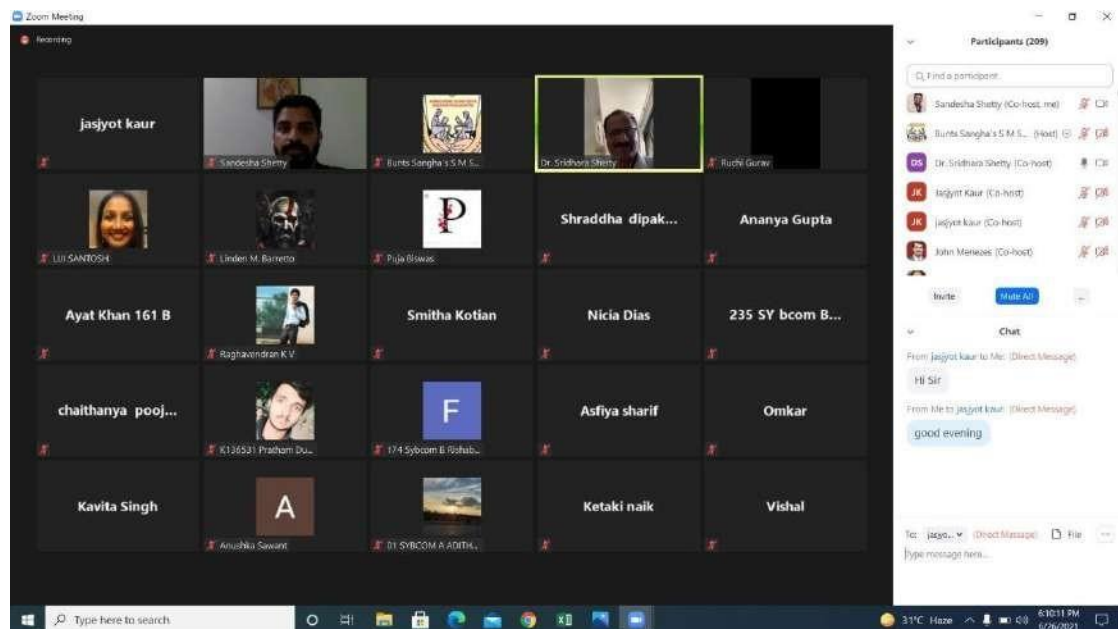 Zoom Meeting
Recording
jasjyot kaur
Sandesha Shetty
Bunts Sangha's S M S...
Dr. Sridhara Shetty
Ruchi Gurav
LUI SANTOSH
Linden M. Barretto
P
Puja Biswas
Shraddha dipak...
Ananya Gupta
Ayat Khan 161 B
Raghavendran K V
Smitha Kotian
Nicia Dias
235 SY bcom B...
chaithanya pooj...
K136531 Pratham Du...
F
174 Sybcom B Rishab...
Asfiya sharif
Omkar
Kavita Singh
A
Anushka Sawant
01 SYBCOM A ADITH...
Ketaki naik
Vishal
Participants (209)
Find a participant
Sandesha Shetty (Co-host, me)
Bunts Sangha's S M S... (Host)
DS Dr. Sridhara Shetty (Co-host)
JK Jasjyot Kaur (Co-host)
JK jasjyot kaur (Co-host)
John Menezes (Co-host)
Invite
Mute All
...
Chat
From jasjyot kaur to Me: (Direct Message)
Hi Sir
From Me to jasjyot kaur: (Direct Message)
good evening
To: jasjyo... (Direct Message) File ...
Type message here...
Type here to search
31°C Haze
6:10:11 PM
6/26/2021